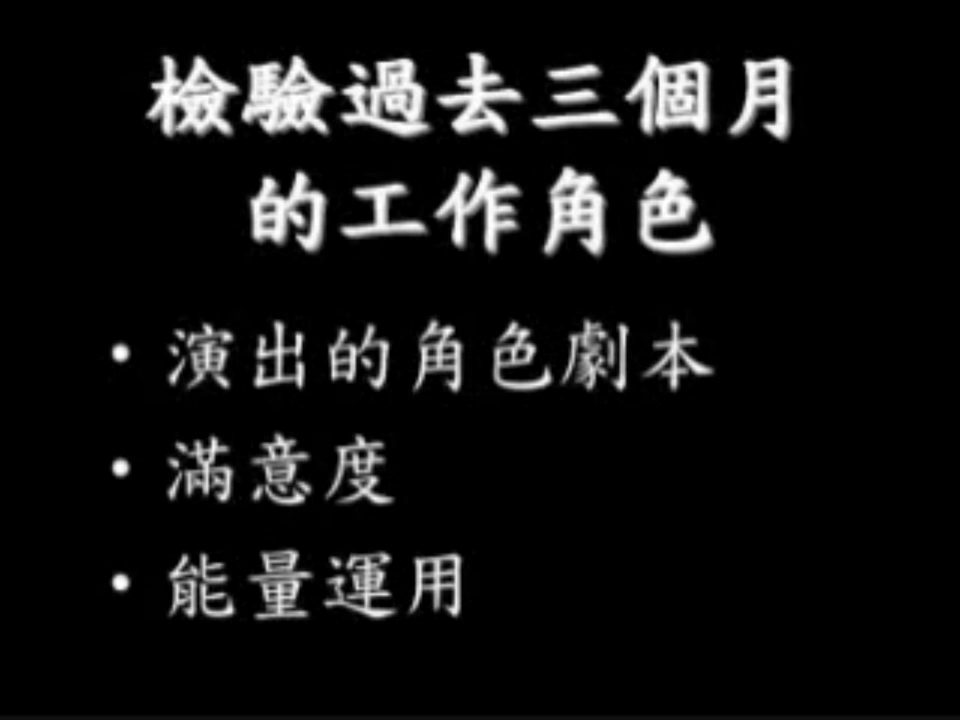 檢驗過去三個月
的工作角色
• 演出的角色劇本
• 滿意度
• 能量運用